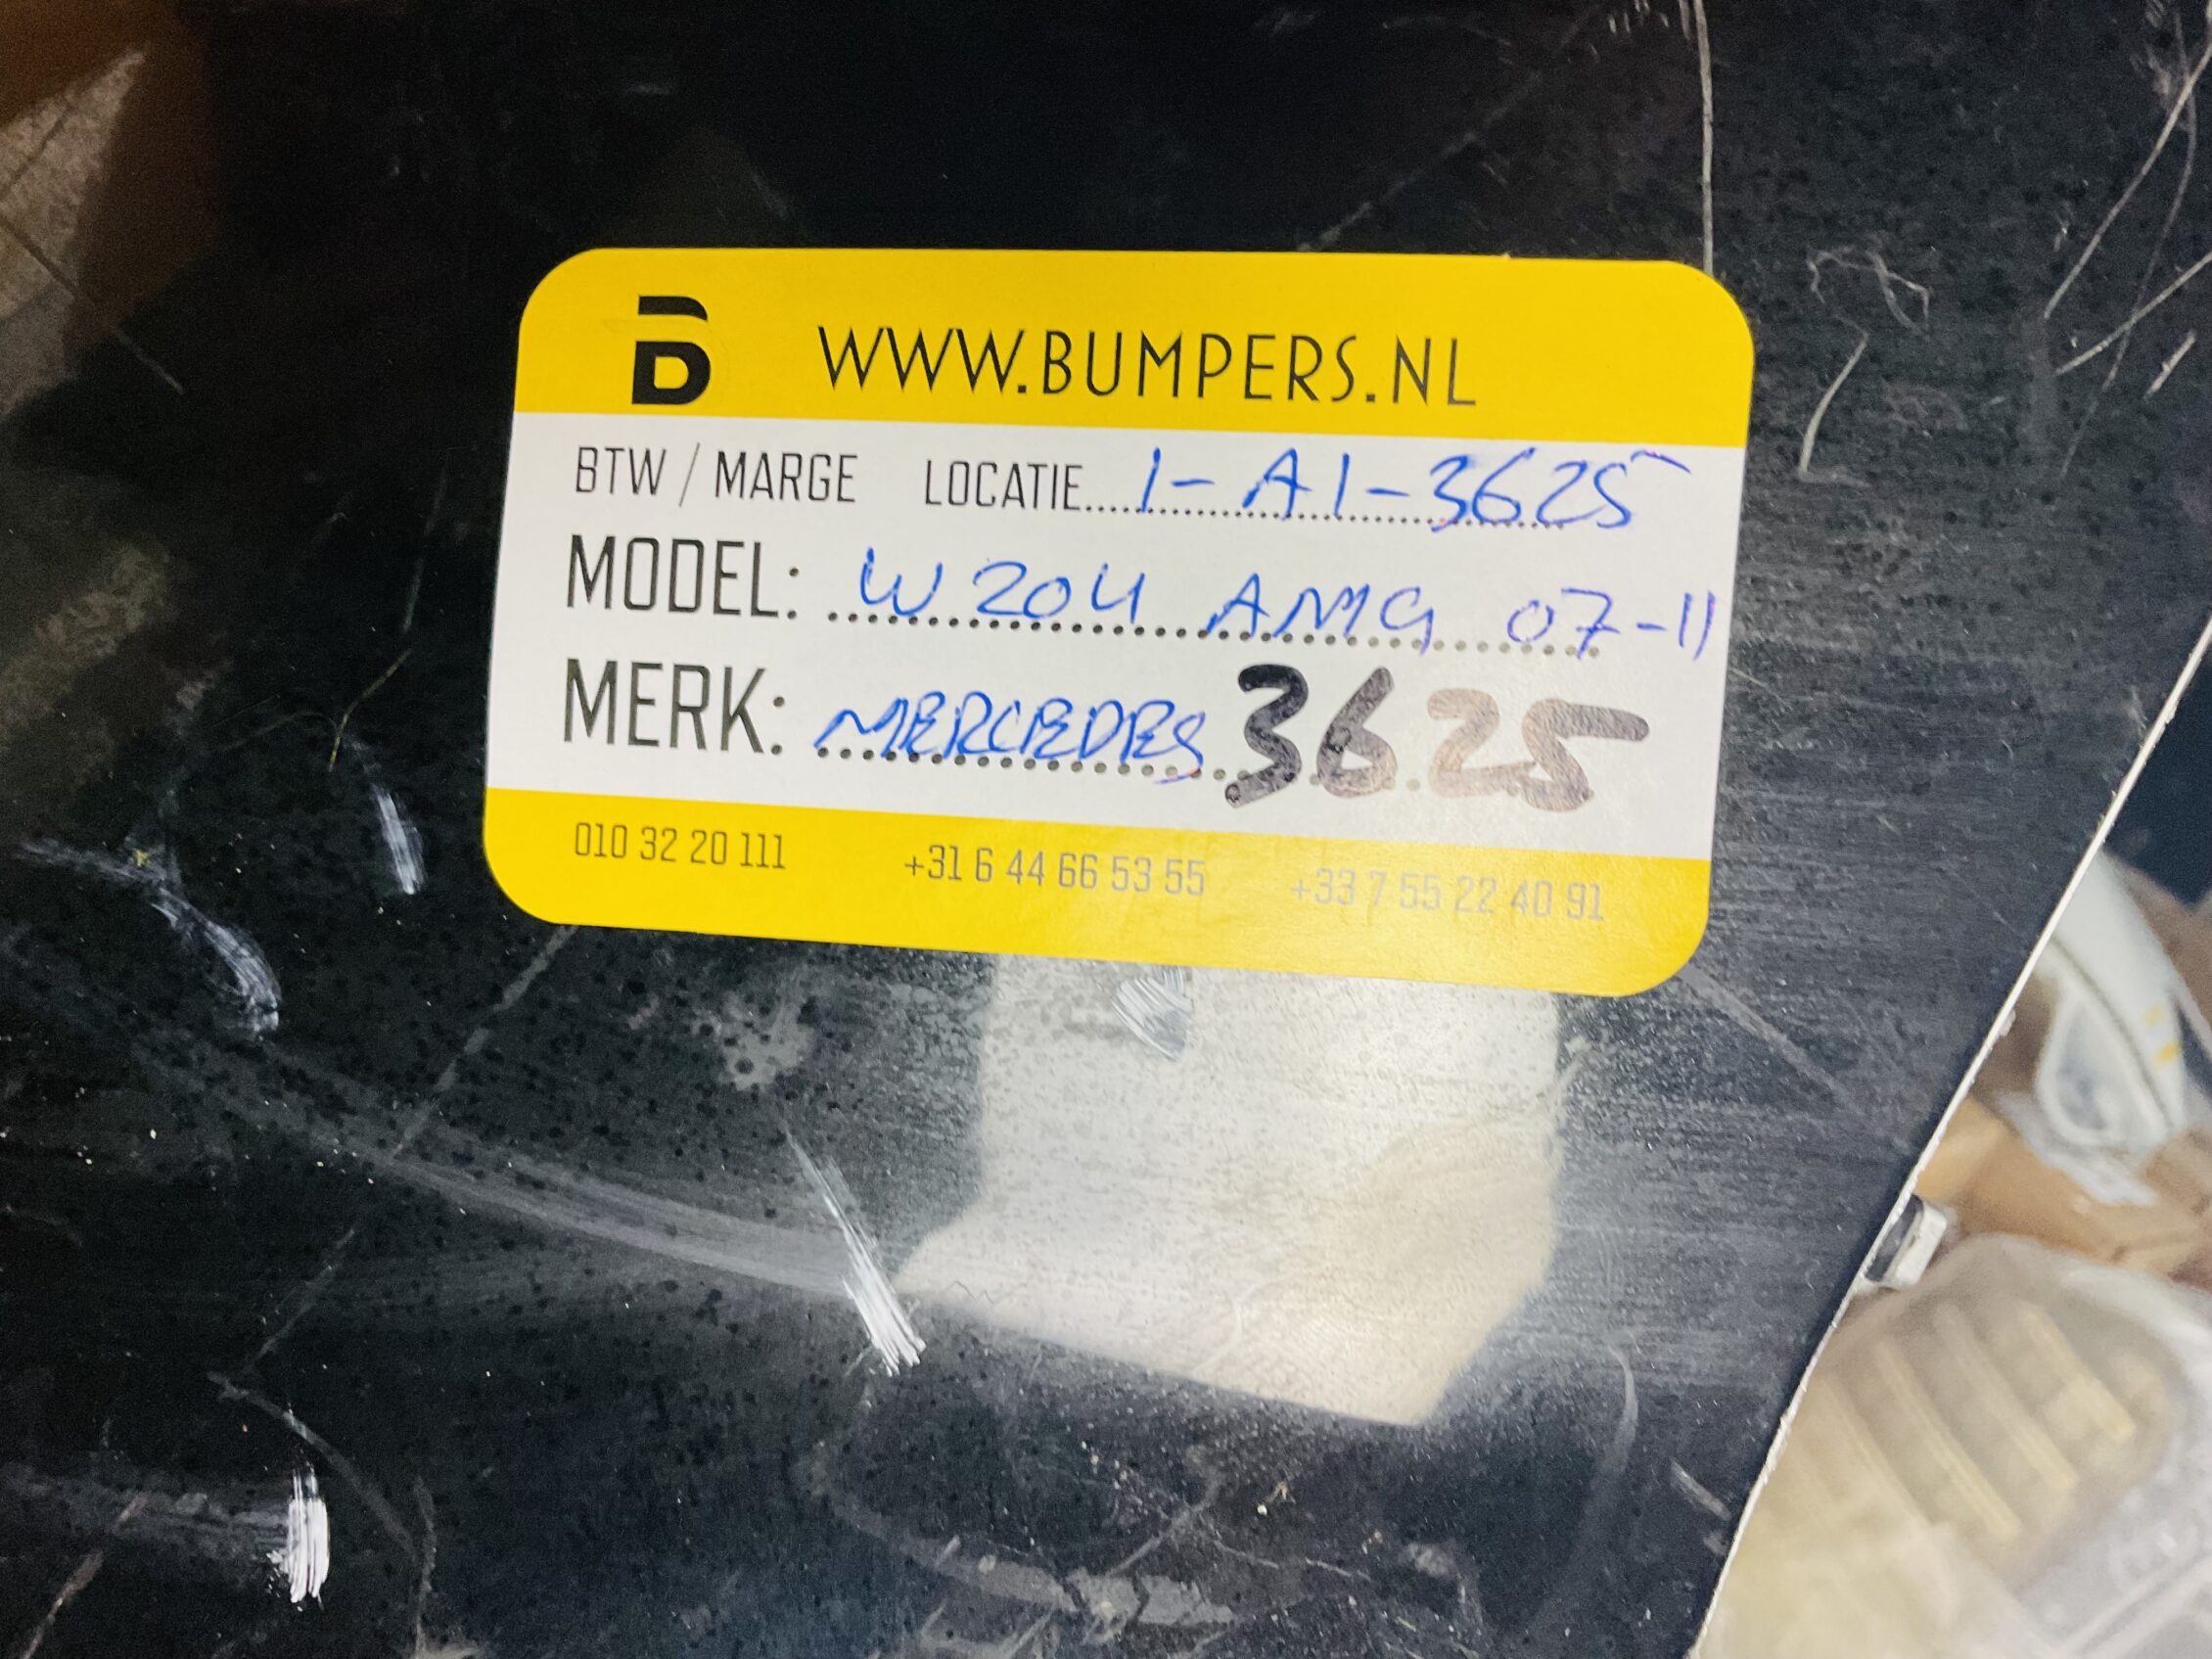 B WWW.BUMPERS.NL
BTW / MARGE LOCATIE 1-A1-3625
MODEL: W204 AMG 07-11
MERK: MERCEDES 3625
010 32 20 111 +31 6 44 66 53 55 +33 7 55 22 40 91